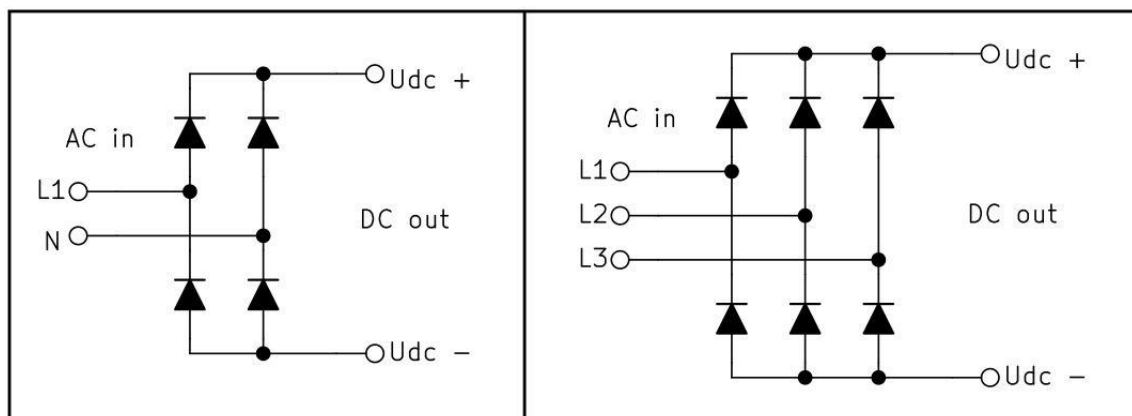 Udc +
AC in
L1
N
DC out
Udc -
Udc +
AC in
L1
L2
L3
DC out
Udc -